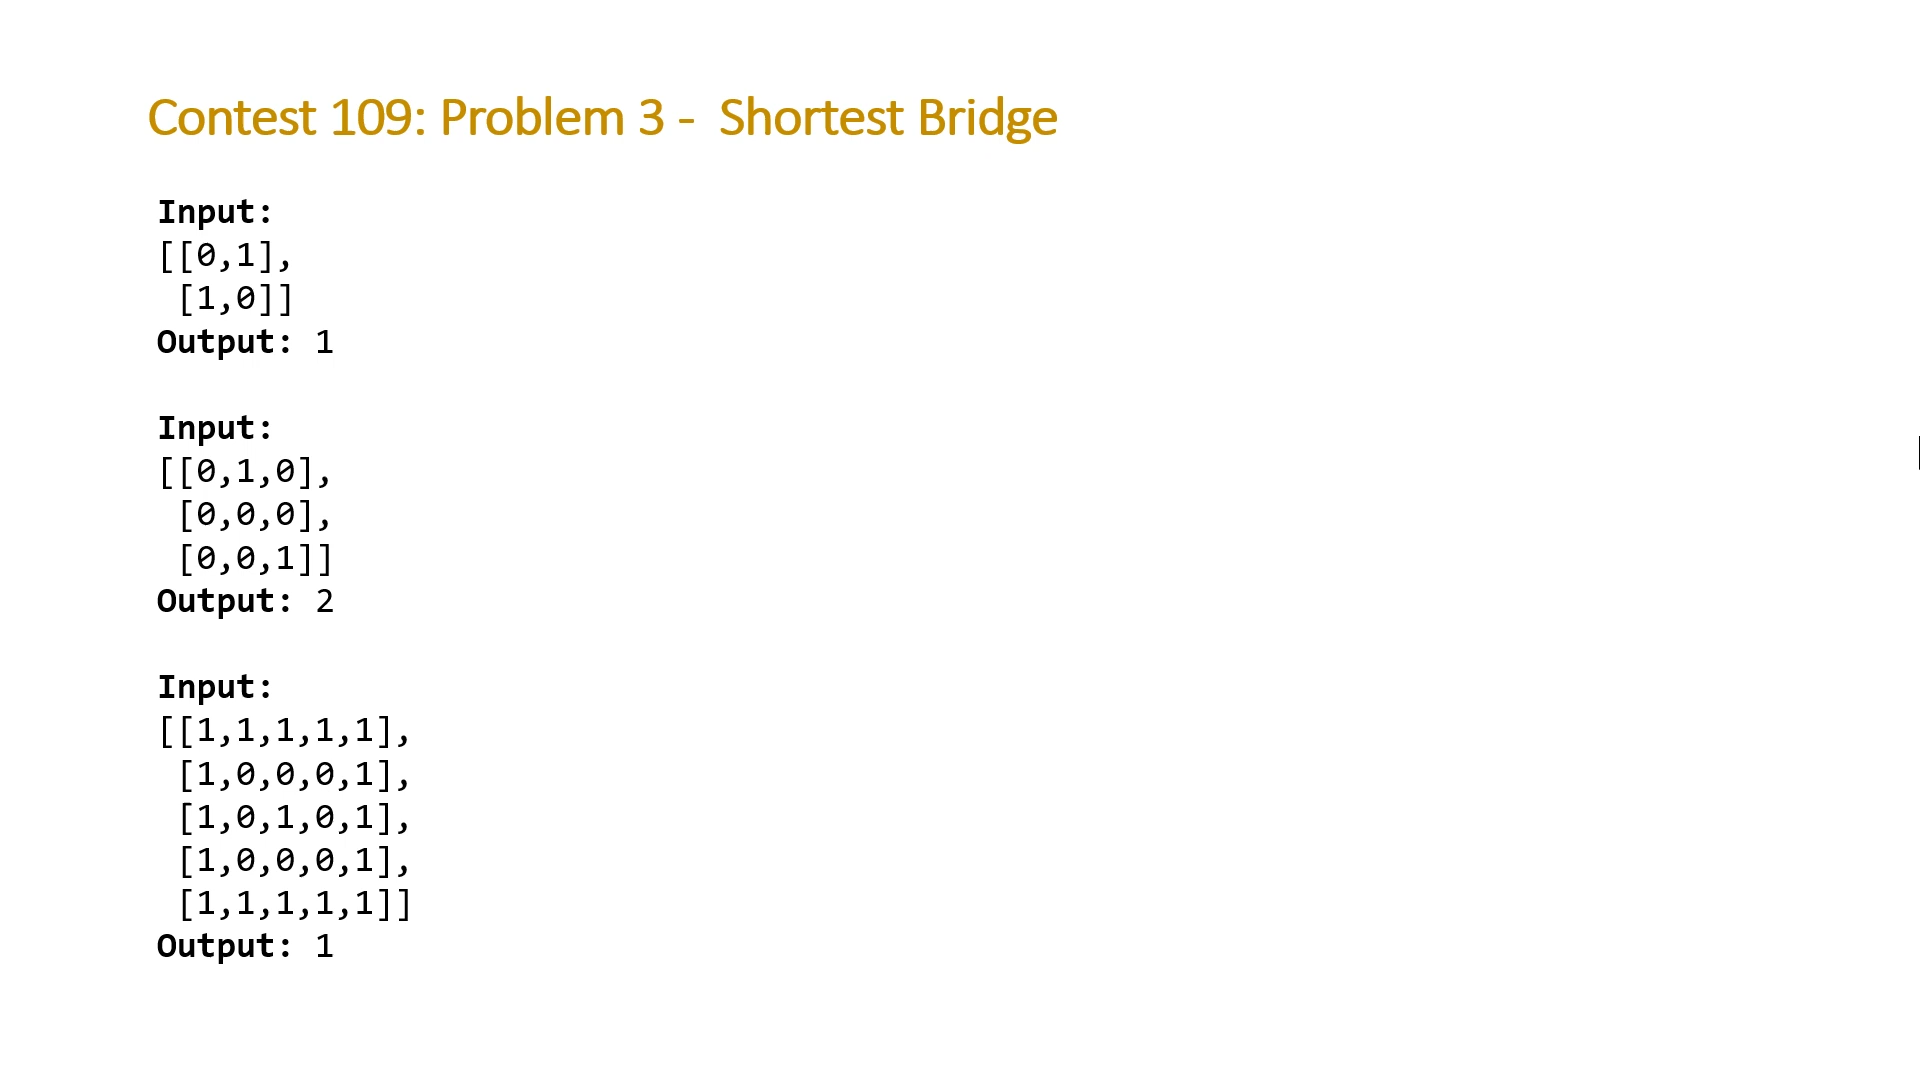 Contest 109: Problem 3 - Shortest Bridge
Input:
[[0,1],
[1,0]]
Output: 1
Input:
[[0,1,0],
[0,0,0],
[0,0,1]]
Output: 2
Input:
[[1,1,1,1,1],
[1,0,0,0,1],
[1,0,1,0,1],
[1,0,0,0,1],
[1,1,1,1,1]]
Output: 1